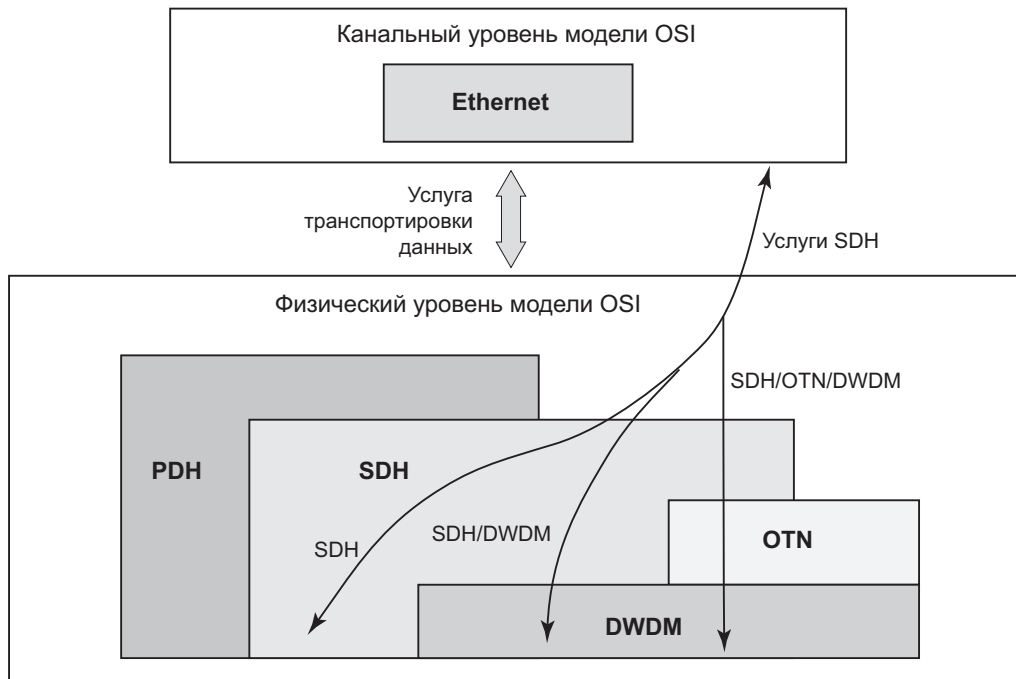 Канальный уровень модели OSI
Ethernet
Услуга
транспортировки
данных
Услуги SDH
Физический уровень модели OSI
SDH/OTN/DWDM
PDH
SDH
SDH
SDH/DWDM
OTN
DWDM